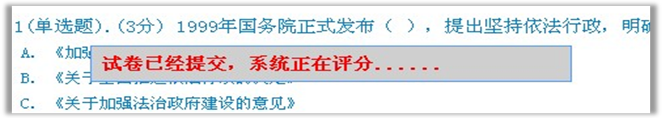 1(单选题).(3分) 1999年国务院正式发布（ ），提出坚持依法行政，明确
A. 《加强
试卷已经提交，系统正在评分......
B. 《关于
C. 《关于加强法治政府建设的意见》